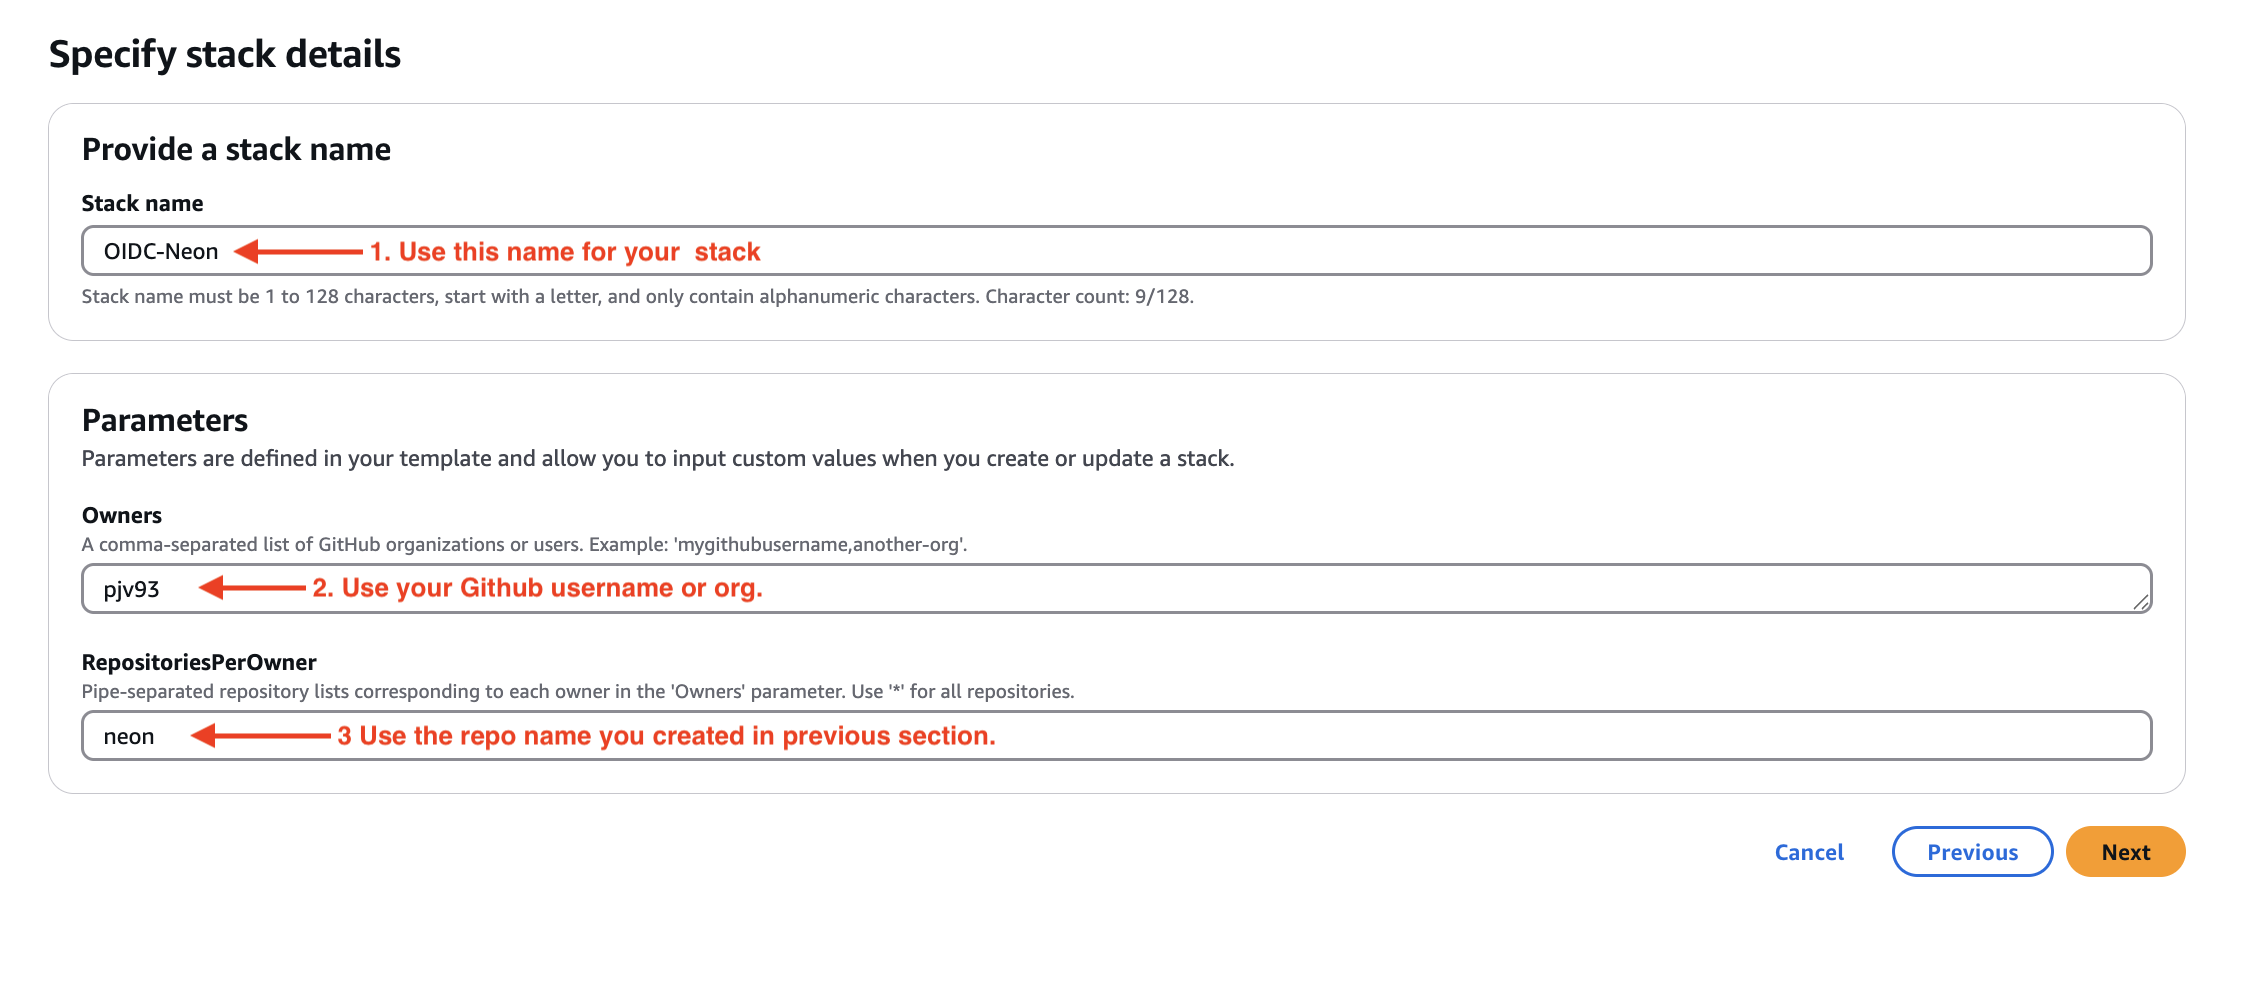 Specify stack details
Provide a stack name
Stack name
OIDC-Neon
1. Use this name for your  stack
Stack name must be 1 to 128 characters, start with a letter, and only contain alphanumeric characters. Character count: 9/128.
Parameters
Parameters are defined in your template and allow you to input custom values when you create or update a stack.
Owners
A comma-separated list of GitHub organizations or users. Example: 'mygithubusername,another-org'.
pjv93
2. Use your Github username or org.
RepositoriesPerOwner
Pipe-separated repository lists corresponding to each owner in the 'Owners' parameter. Use '*' for all repositories.
neon
3 Use the repo name you created in previous section.
Cancel
Previous
Next